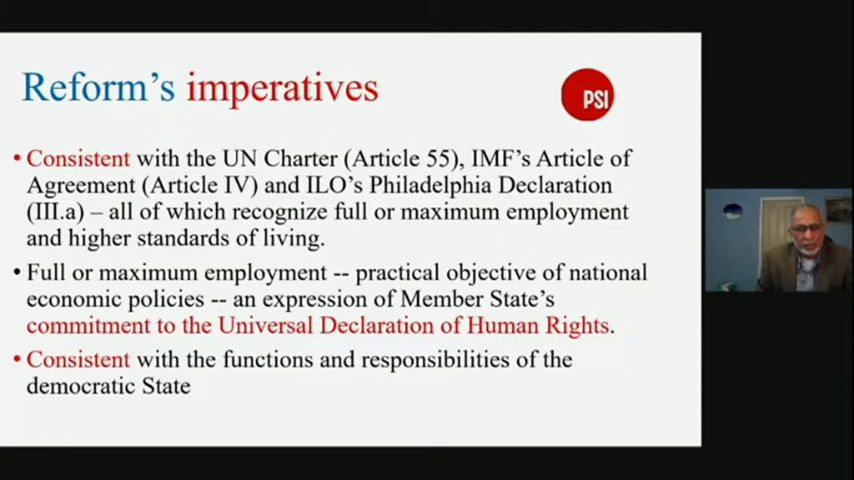 Reform's imperatives
PSI
• Consistent with the UN Charter (Article 55), IMF's Article of
Agreement (Article IV) and ILO's Philadelphia Declaration
(III.a) – all of which recognize full or maximum employment
and higher standards of living.
• Full or maximum employment -- practical objective of national
economic policies -- an expression of Member State's
commitment to the Universal Declaration of Human Rights.
• Consistent with the functions and responsibilities of the
democratic State